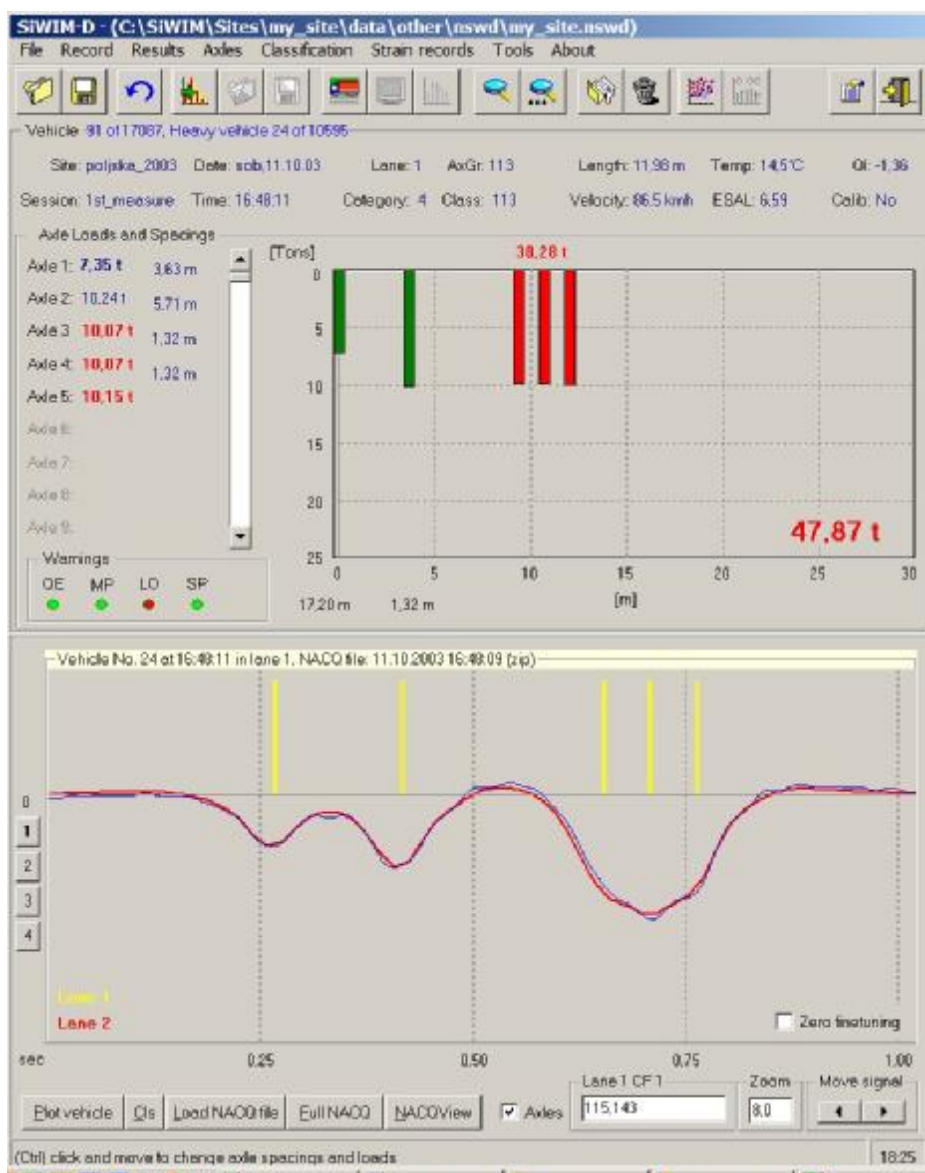 SiWIM-D - (C:\SiWIM\Sites\my_site\data\other\nswd\my_site.nswd)
File Record Results Axles Classification Strain records Tools About
Vehicle 91 of 17087, Heavy vehicle 24 of 10595
Site: poljska_2003 Date: sob,11.10.03 Lane: 1 AxGr: 113 Length: 11,98 m Temp: 14,5°C QI: -1,36
Session: 1st_measure Time: 16:48:11 Category: 4 Class: 113 Velocity: 86.5 kmh ESAL: 6.59 Calib: No
Axle Loads and Spacings
Axle 1: 7,35 t 3,63 m
Axle 2: 10.24 t 5.71 m
Axle 3 10,07 t 1,32 m
Axle 4: 10,07 t 1.32 m
Axle 5: 10,15 t
Axle 6:
Axle 7:
Axle 8:
Axle 9:
Warnings
OE MP LO SP
[Tons]
30,28 t
0
5
10
15
20
25
47,87 t
0 5 10 15 20 25 30
17,20 m 1,32 m [m]
Vehicle No. 24 at 16:48:11 in lane 1, NACQ file: 11.10.2003 16:48:09 (zip)
0
1
2
3
4
Lane 1
Lane 2
Zero finetuning
sec 0.25 0.50 0.75 1.00
Lane 1 CF 1 Zoom Move signal
Plot vehicle Cls Load NACQ file Full NACQ NACQView Axles 115,143 8,0
(Ctrl) click and move to change axle spacings and loads 18:25